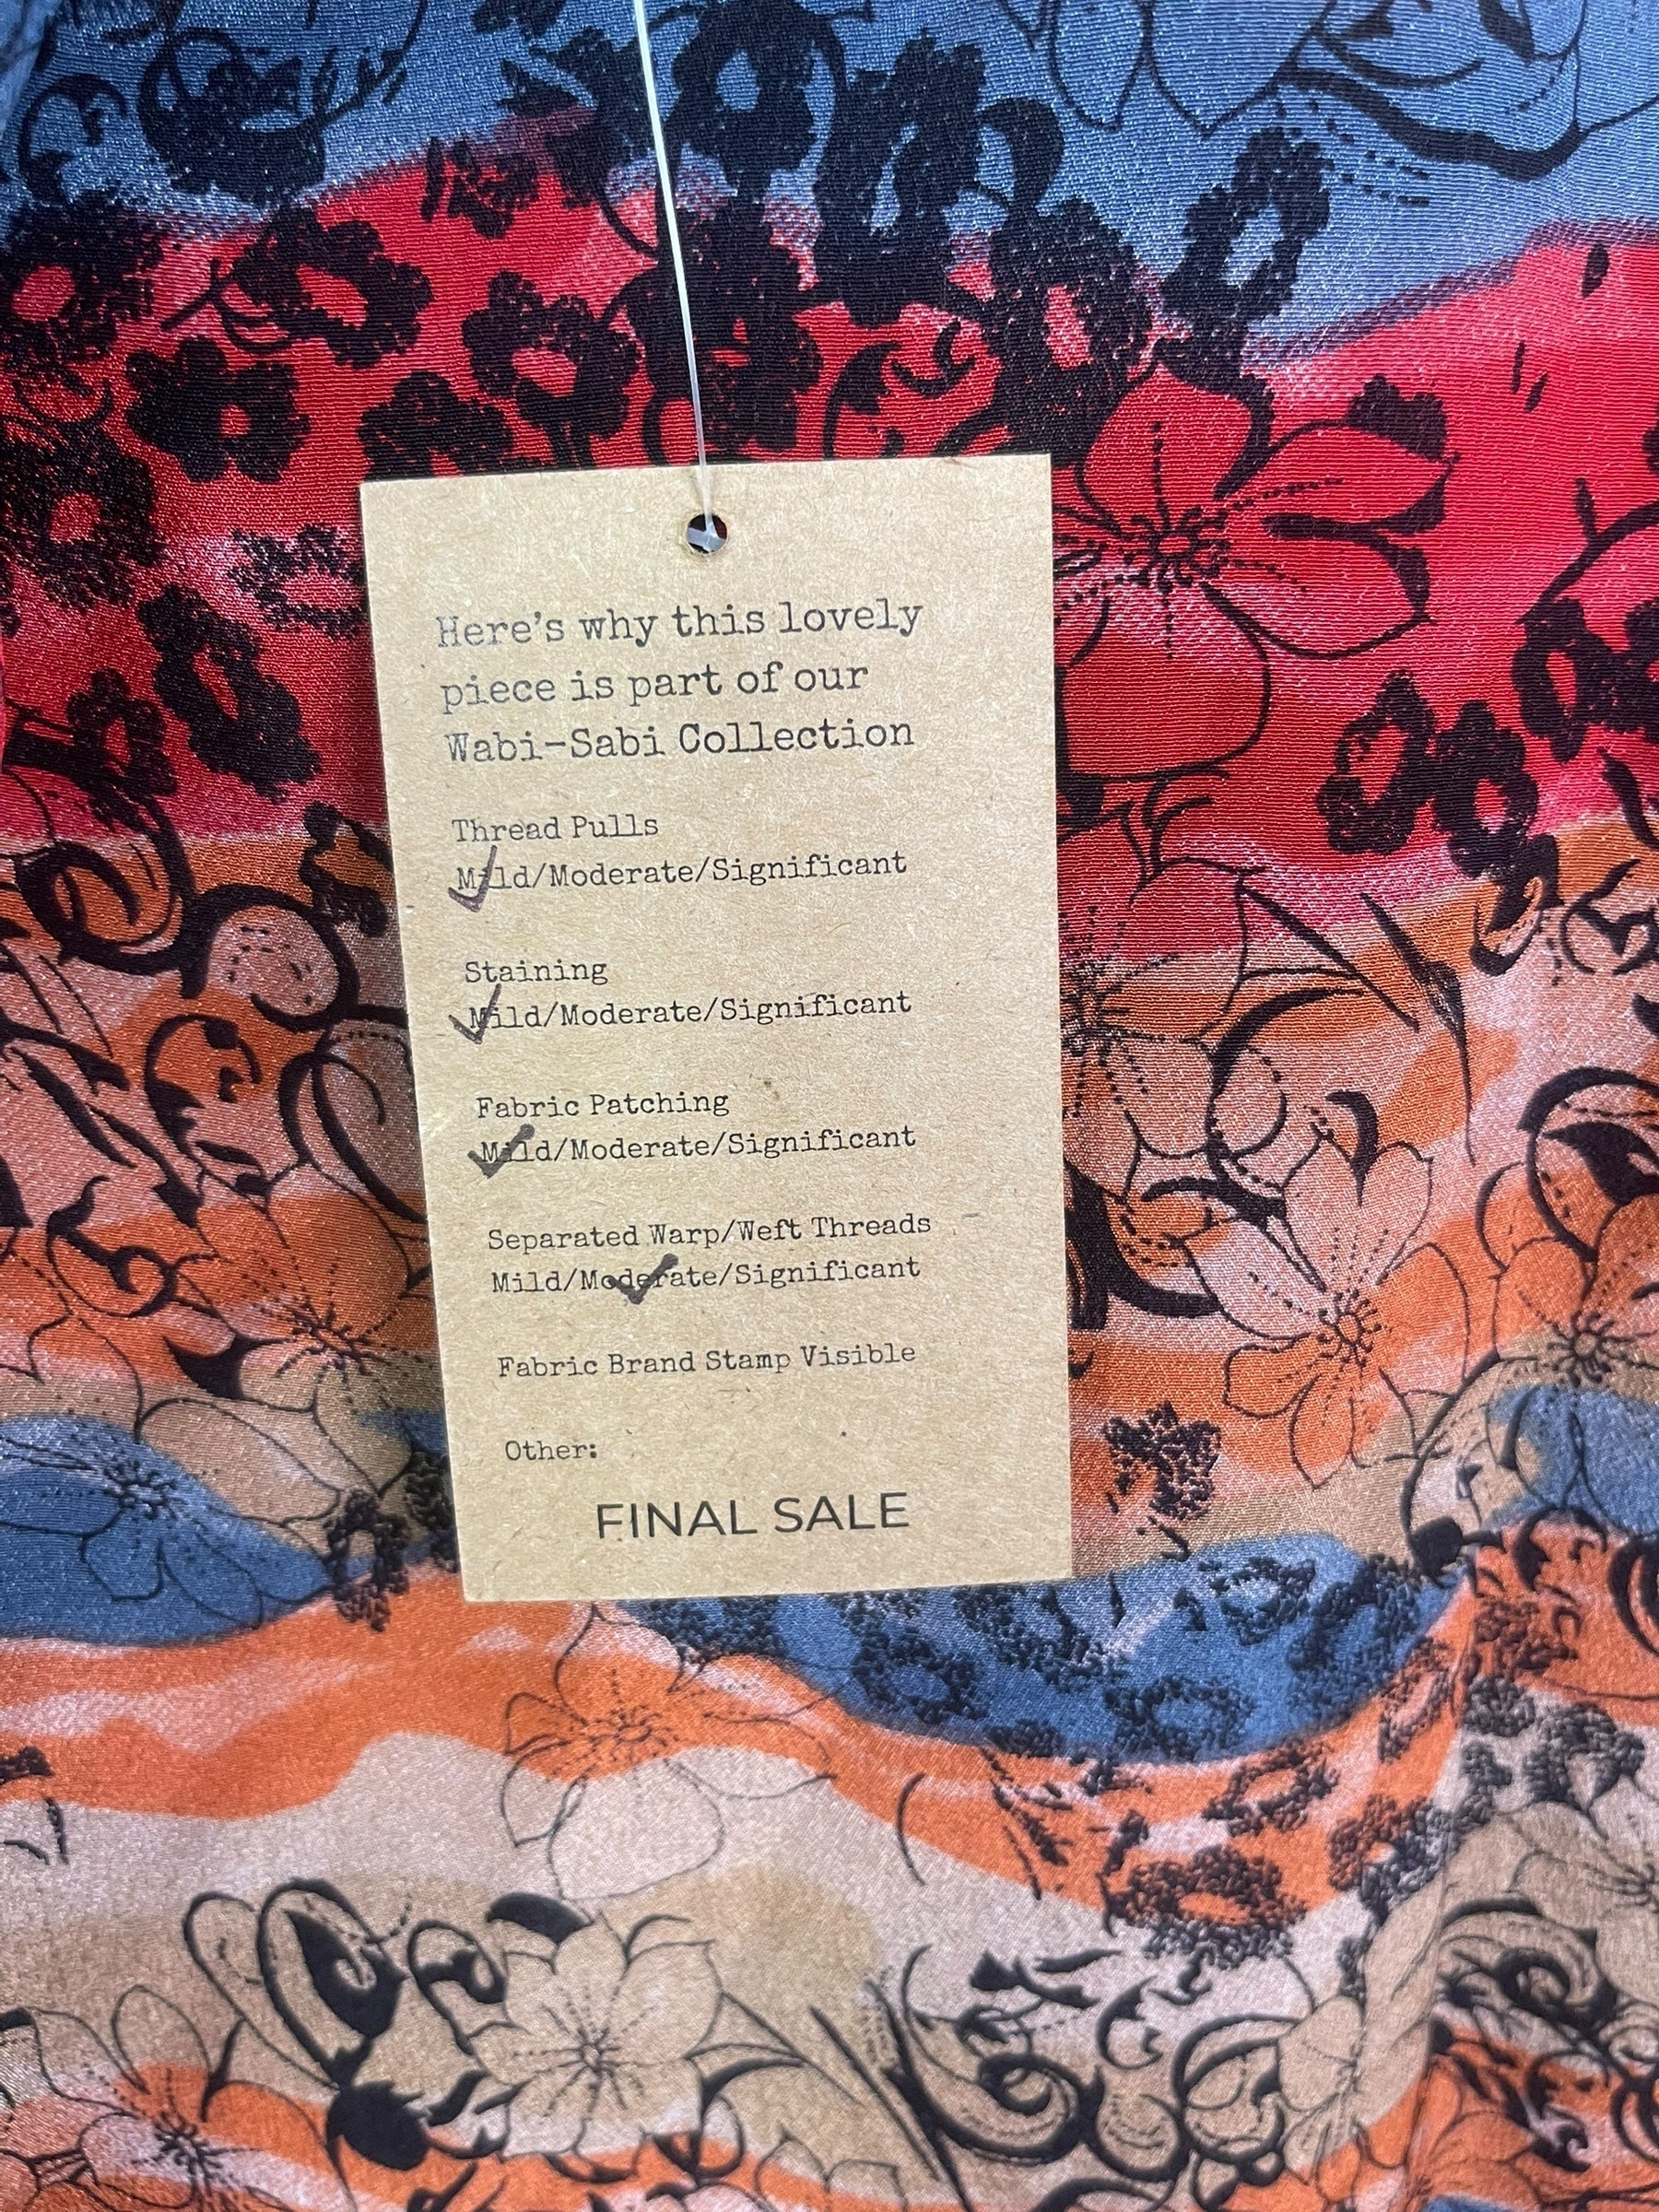 Here's why this lovely
piece is part of our
Wabi-Sabi Collection
Thread Pulls
Mild/Moderate/Significant
Staining
Mild/Moderate/Significant
Fabric Patching
Mild/Moderate/Significant
Separated Warp/Weft Threads
Mild/Moderate/Significant
Fabric Brand Stamp Visible
Other:
FINAL SALE